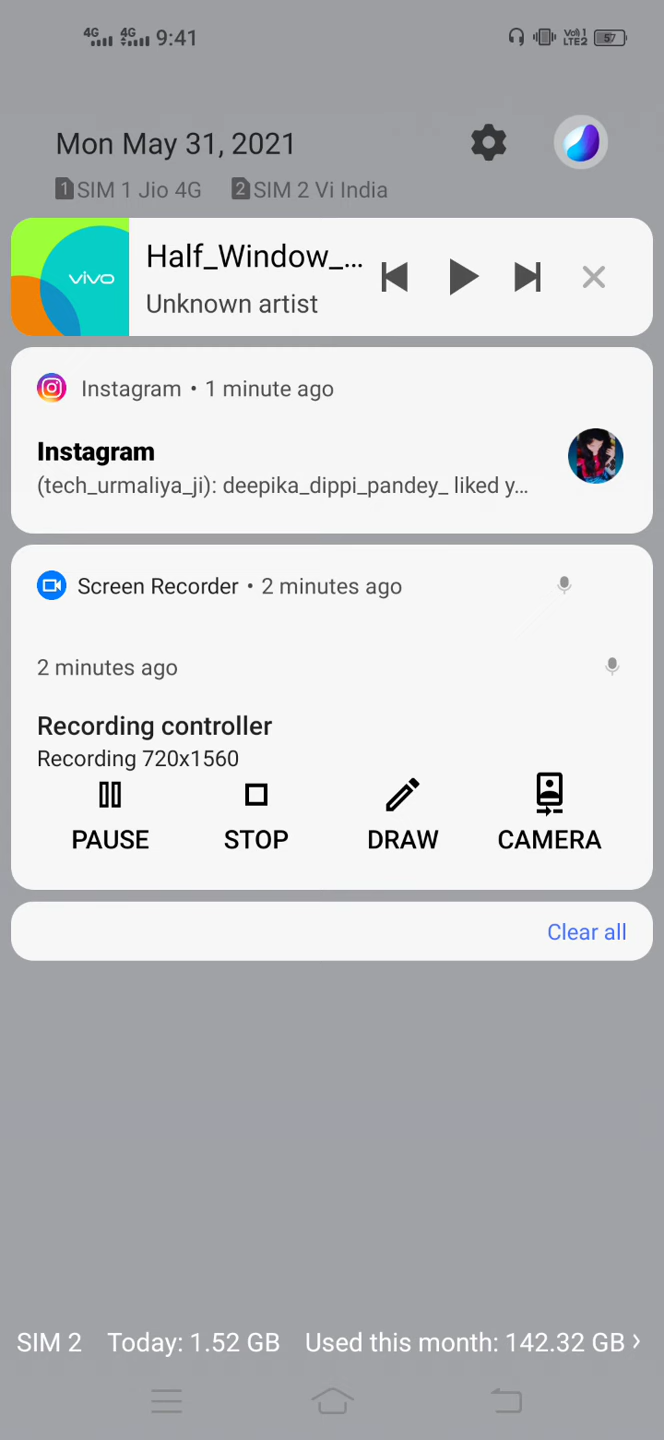 4G 4G 9:41 Vo1) LTE2 57
Mon May 31, 2021
1 SIM 1 Jio 4G 2 SIM 2 Vi India
vivo
Half_Window_...
Unknown artist
Instagram • 1 minute ago
Instagram
(tech_urmaliya_ji): deepika_dippi_pandey_ liked y...
Screen Recorder • 2 minutes ago
2 minutes ago
Recording controller
Recording 720x1560
PAUSE STOP DRAW CAMERA
Clear all
SIM 2 Today: 1.52 GB Used this month: 142.32 GB